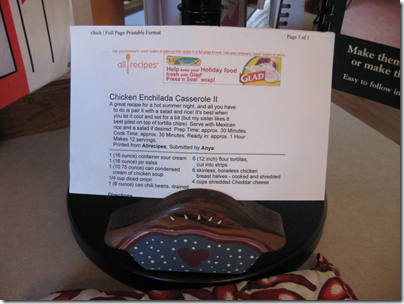 chick | Full Page Printable Format
Page 1 of 1
allrecipes
Help keep your Holiday food
fresh with Glad®
Press'n Seal® wrap!
GLAD
Chicken Enchilada Casserole II
A great recipe for a hot summer night, and all you have
to do is pair it with a salad and rice! It's best when
you let it cool and set for a bit (but my sister likes it
best piled on top of tortilla chips). Serve with Mexican
rice and a salad if desired. Prep Time: approx. 30 Minutes.
Cook Time: approx. 30 Minutes. Ready in: approx. 1 Hour.
Makes 12 servings.
Printed from Allrecipes, Submitted by Anya
1 (16 ounce) container sour cream
1 (16 ounce) jar salsa
1 (10.75 ounce) can condensed
cream of chicken soup
1/4 cup diced onion
1 (8 ounce) can chili beans, drained
6 (12 inch) flour tortillas,
cut into strips
6 skinless, boneless chicken
breast halves - cooked and shredded
4 cups shredded Cheddar cheese
Directions
Make them
or make th
Easy to follow in